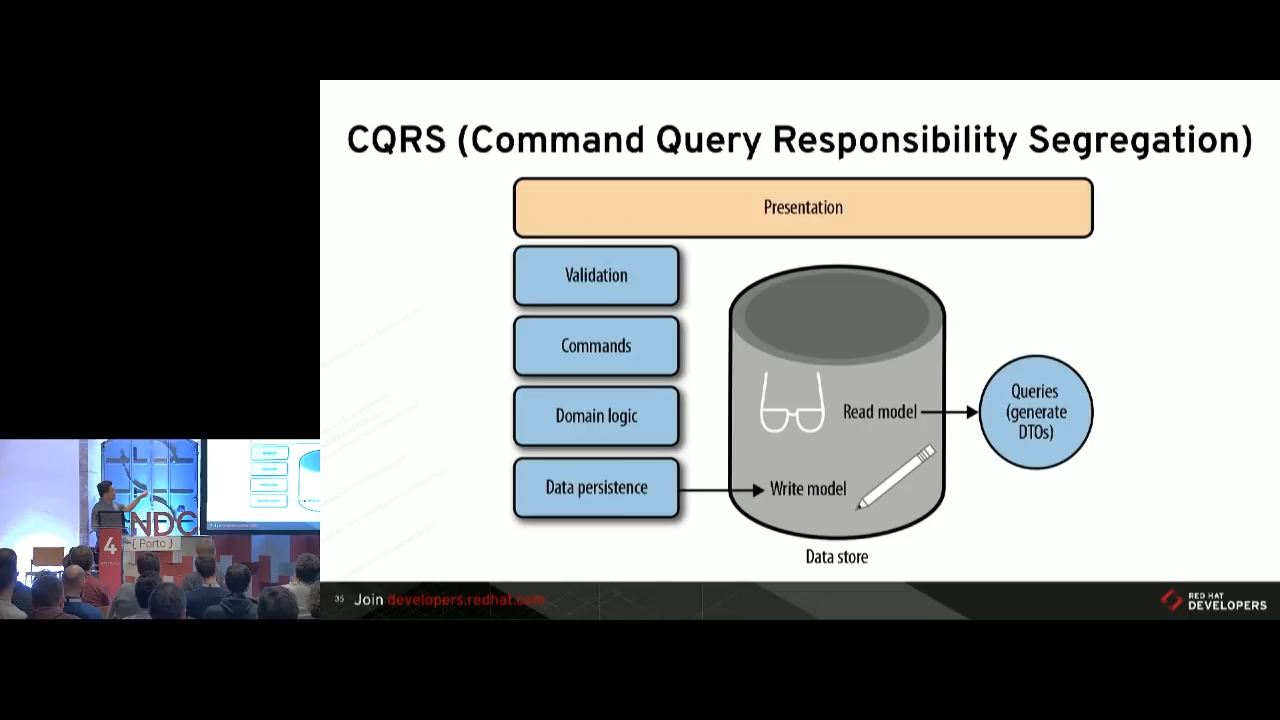 CQRS (Command Query Responsibility Segregation)
Presentation
Validation
Commands
Domain logic
Data persistence
Read model
Write model
Queries
(generate
DTOs)
Data store
35 Join developers.redhat.com
RED HAT
DEVELOPERS
NDC
{ Porto }
4